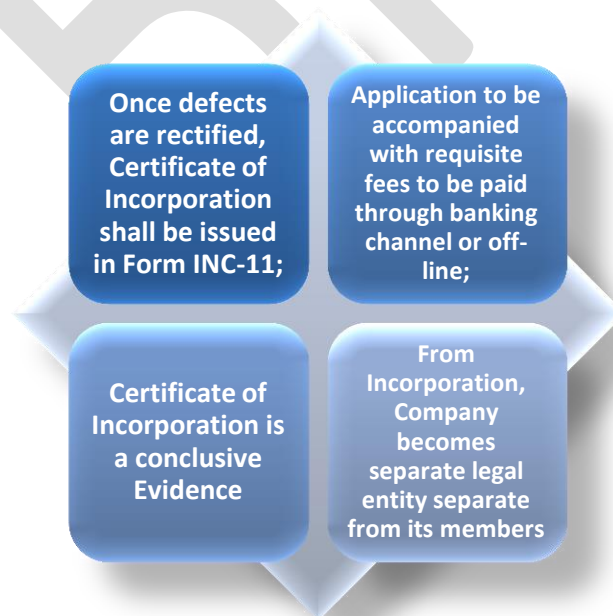 Once defects
are rectified,
Certificate of
Incorporation
shall be issued
in Form INC-11;
Application to be
accompanied
with requisite
fees to be paid
through banking
channel or off-
line;
Certificate of
Incorporation is
a conclusive
Evidence
From
Incorporation,
Company
becomes
separate legal
entity separate
from its members